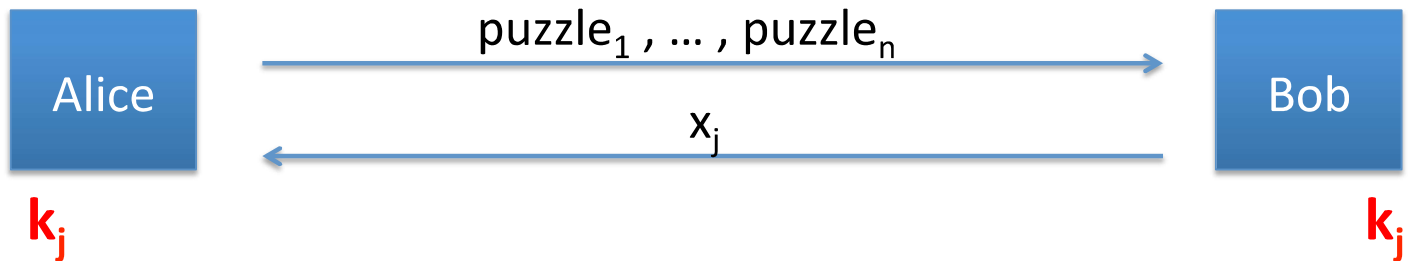 puzzle₁ , … , puzzleₙ
Alice
Bob
xⱼ
kⱼ
kⱼ